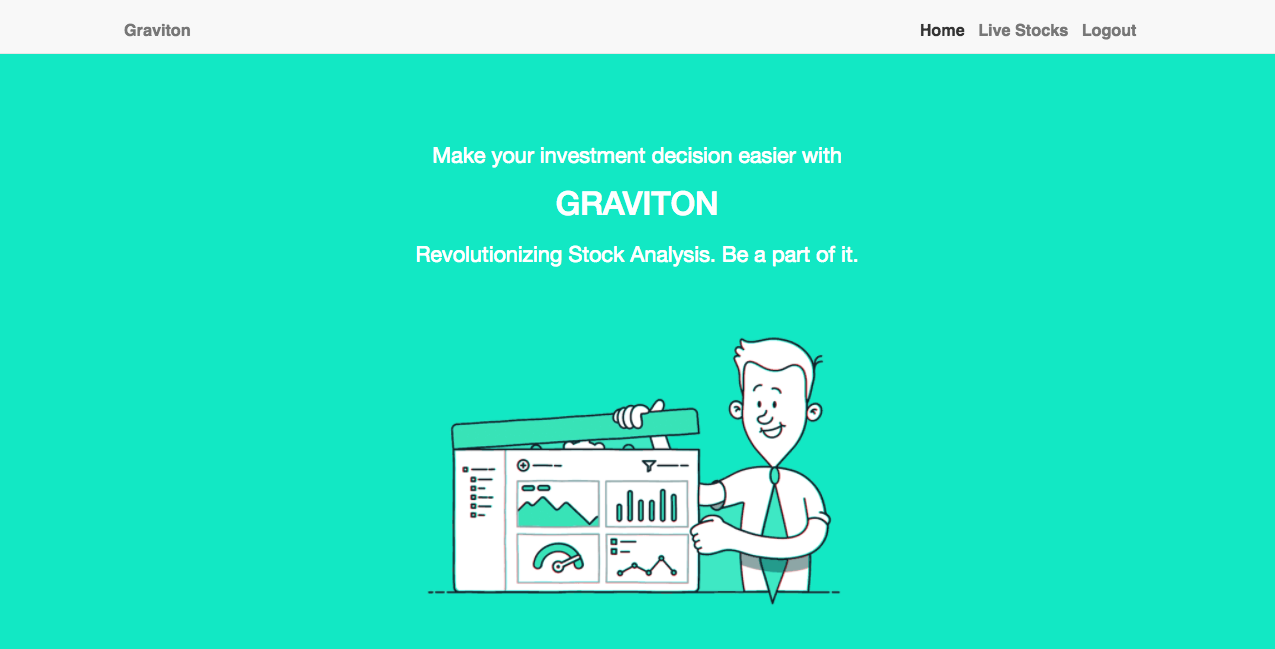 Graviton
Home Live Stocks Logout
Make your investment decision easier with
GRAVITON
Revolutionizing Stock Analysis. Be a part of it.